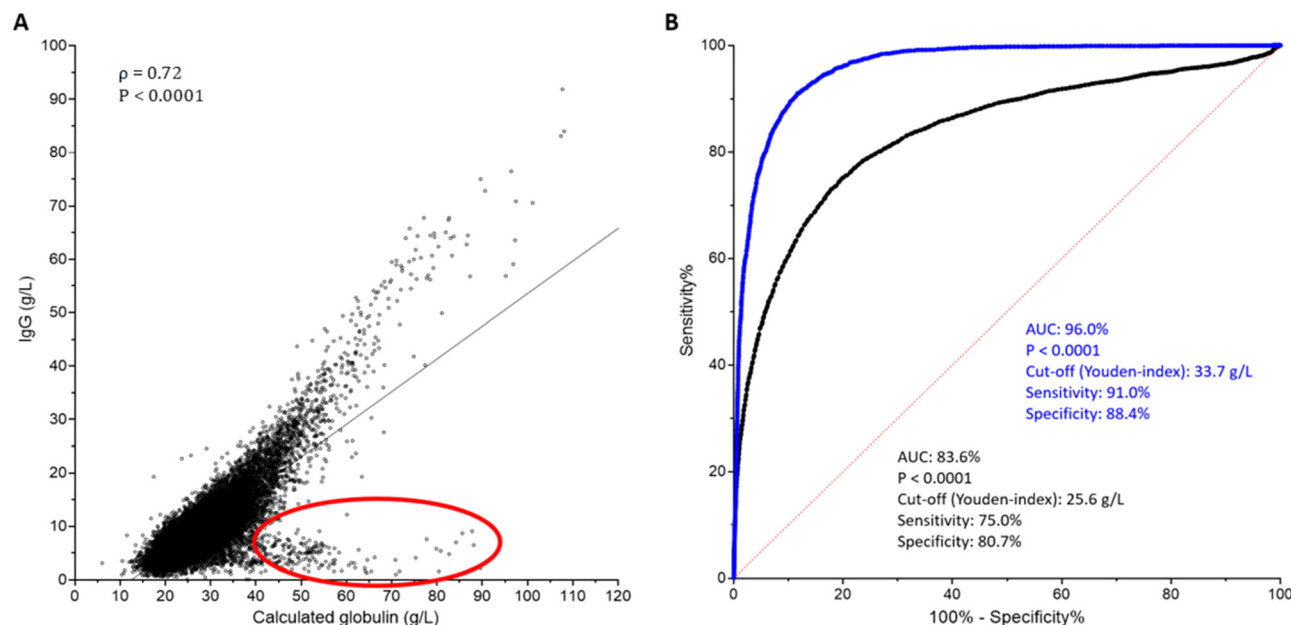 A
IgG (g/L)
100
90
80
70
60
50
40
30
20
10
0
ρ = 0.72
P < 0.0001
0 10 20 30 40 50 60 70 80 90 100 110 120
Calculated globulin (g/L)
B
Sensitivity%
100
80
60
40
20
0
AUC: 96.0%
P < 0.0001
Cut-off (Youden-index): 33.7 g/L
Sensitivity: 91.0%
Specificity: 88.4%
AUC: 83.6%
P < 0.0001
Cut-off (Youden-index): 25.6 g/L
Sensitivity: 75.0%
Specificity: 80.7%
0 20 40 60 80 100
100% - Specificity%